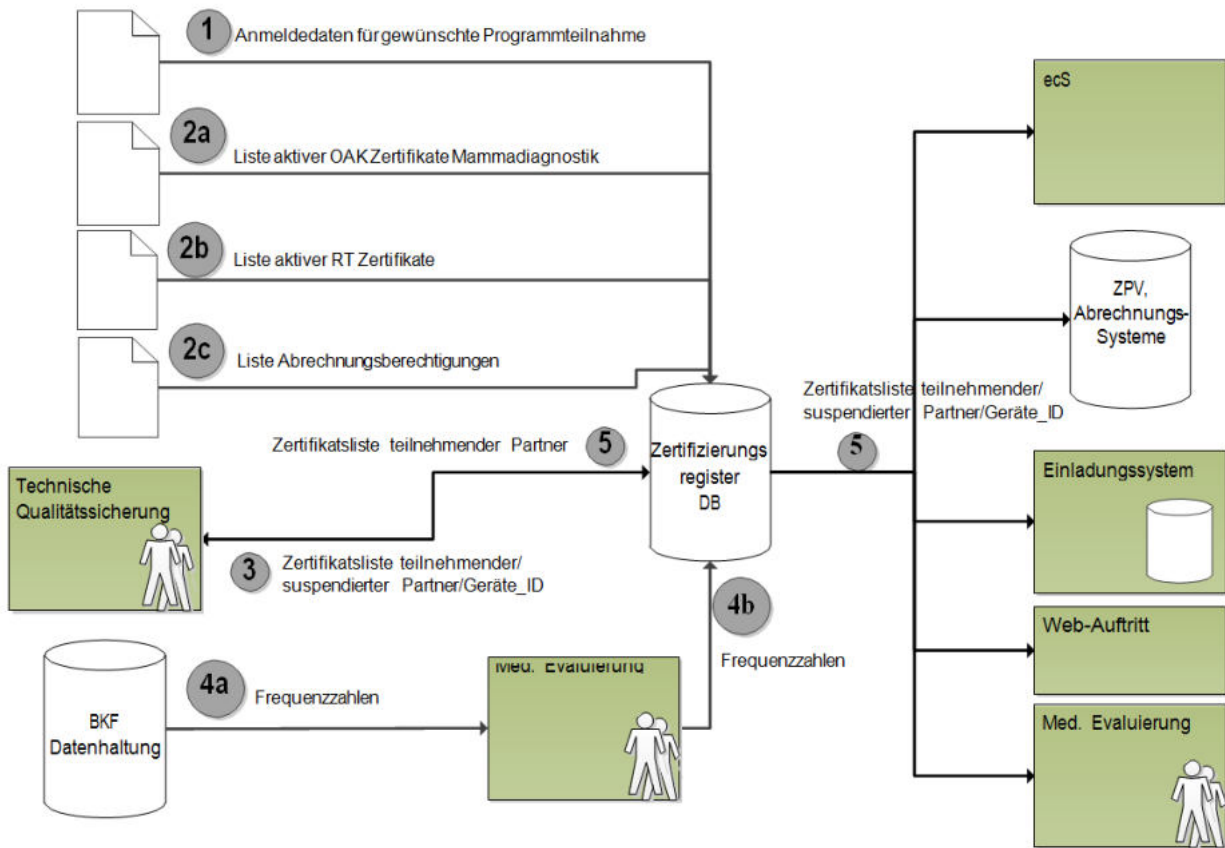 1
Anmeldedaten für gewünschte Programmteilnahme
2a
Liste aktiver OAK Zertifikate Mammadiagnostik
2b
Liste aktiver RT Zertifikate
2c
Liste Abrechnungsberechtigungen
ecS
ZPV,
Abrechnungs-
Systeme
Zertifikatsliste teilnehmender/
suspendierter Partner/Geräte_ID
5
Zertifikatsliste teilnehmender Partner
5
Zertifizierungs
register
DB
Technische
Qualitätssicherung
3
Zertifikatsliste teilnehmender/
suspendierter Partner/Geräte_ID
Einladungssystem
4b
Frequenzzahlen
Web-Auftritt
BKF
Datenhaltung
4a
Frequenzzahlen
Med. Evaluierung
Med. Evaluierung